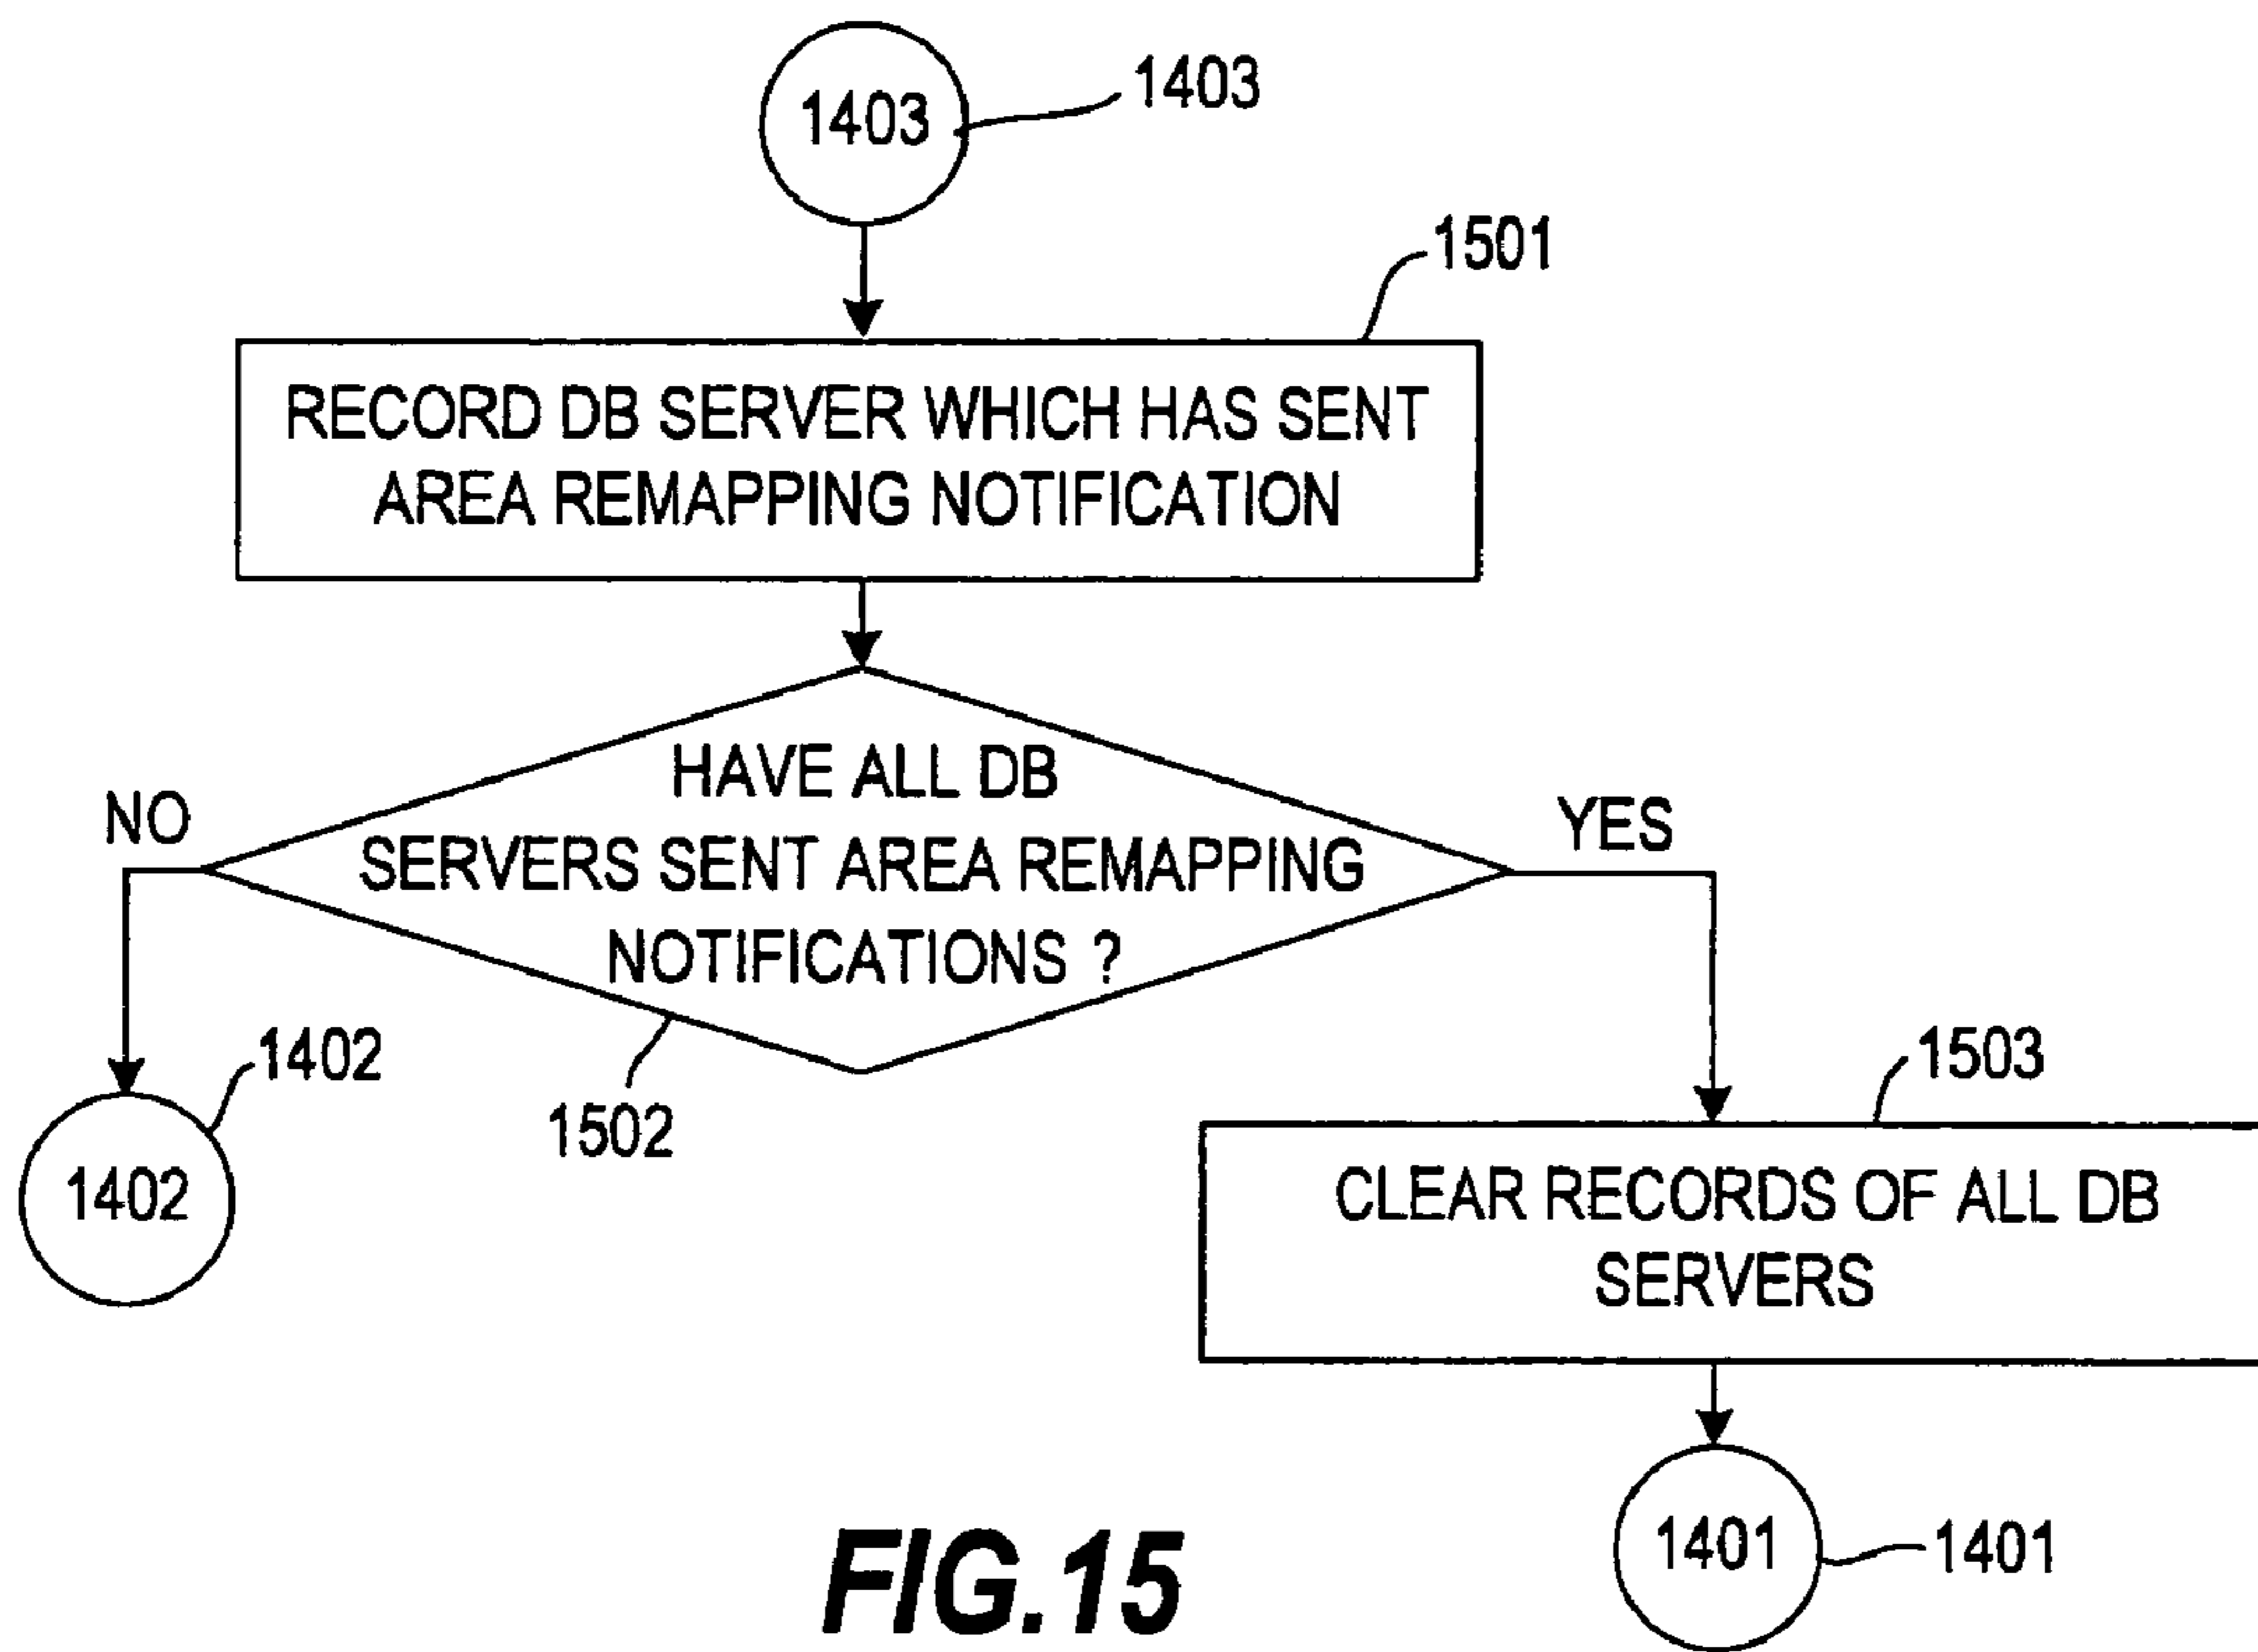 1403
1403
1501
RECORD DB SERVER WHICH HAS SENT
AREA REMAPPING NOTIFICATION
HAVE ALL DB
SERVERS SENT AREA REMAPPING
NOTIFICATIONS ?
NO
YES
1402
1402
1502
1503
CLEAR RECORDS OF ALL DB
SERVERS
1401
1401
FIG.15